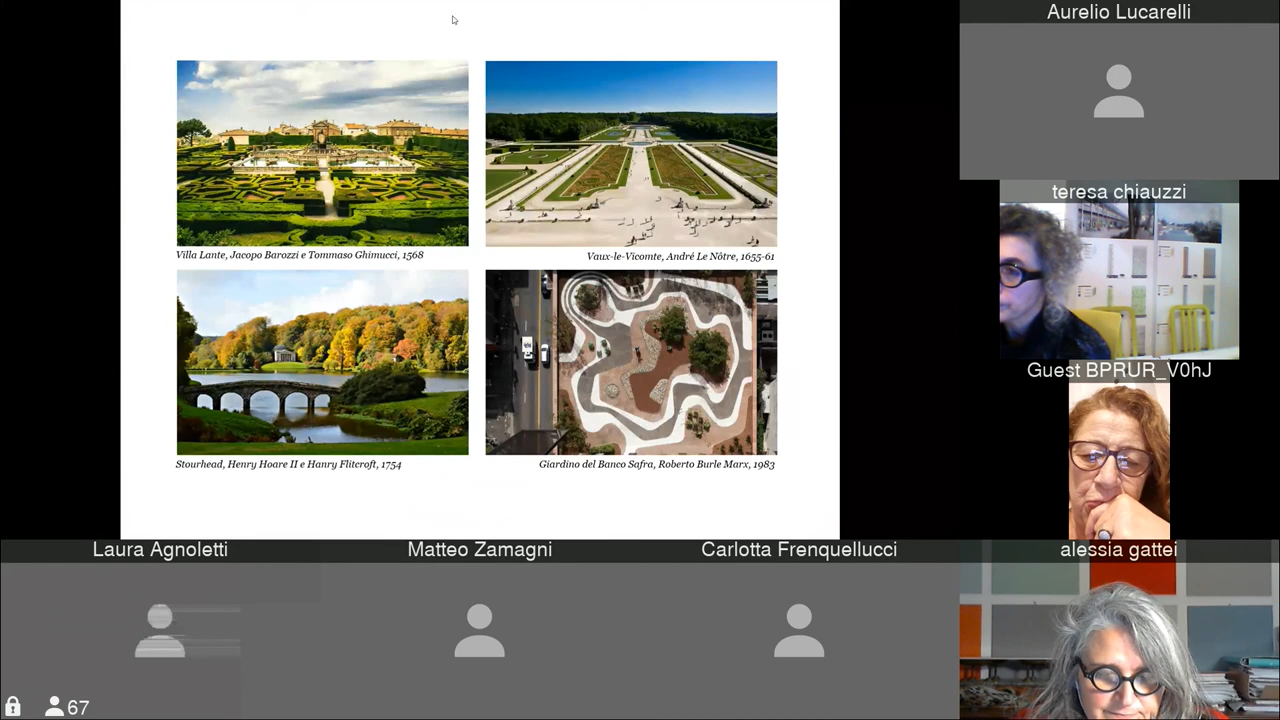 Aurelio Lucarelli
teresa chiauzzi
Villa Lante, Jacopo Barozzi e Tommaso Ghimucci, 1568
Vaux-le-Vicomte, André Le Nôtre, 1655-61
Guest BPRUR_V0hJ
Stourhead, Henry Hoare II e Hanry Flitcroft, 1754
Giardino del Banco Safra, Roberto Burle Marx, 1983
Laura Agnoletti
Matteo Zamagni
Carlotta Frenquellucci
alessia gattei
67